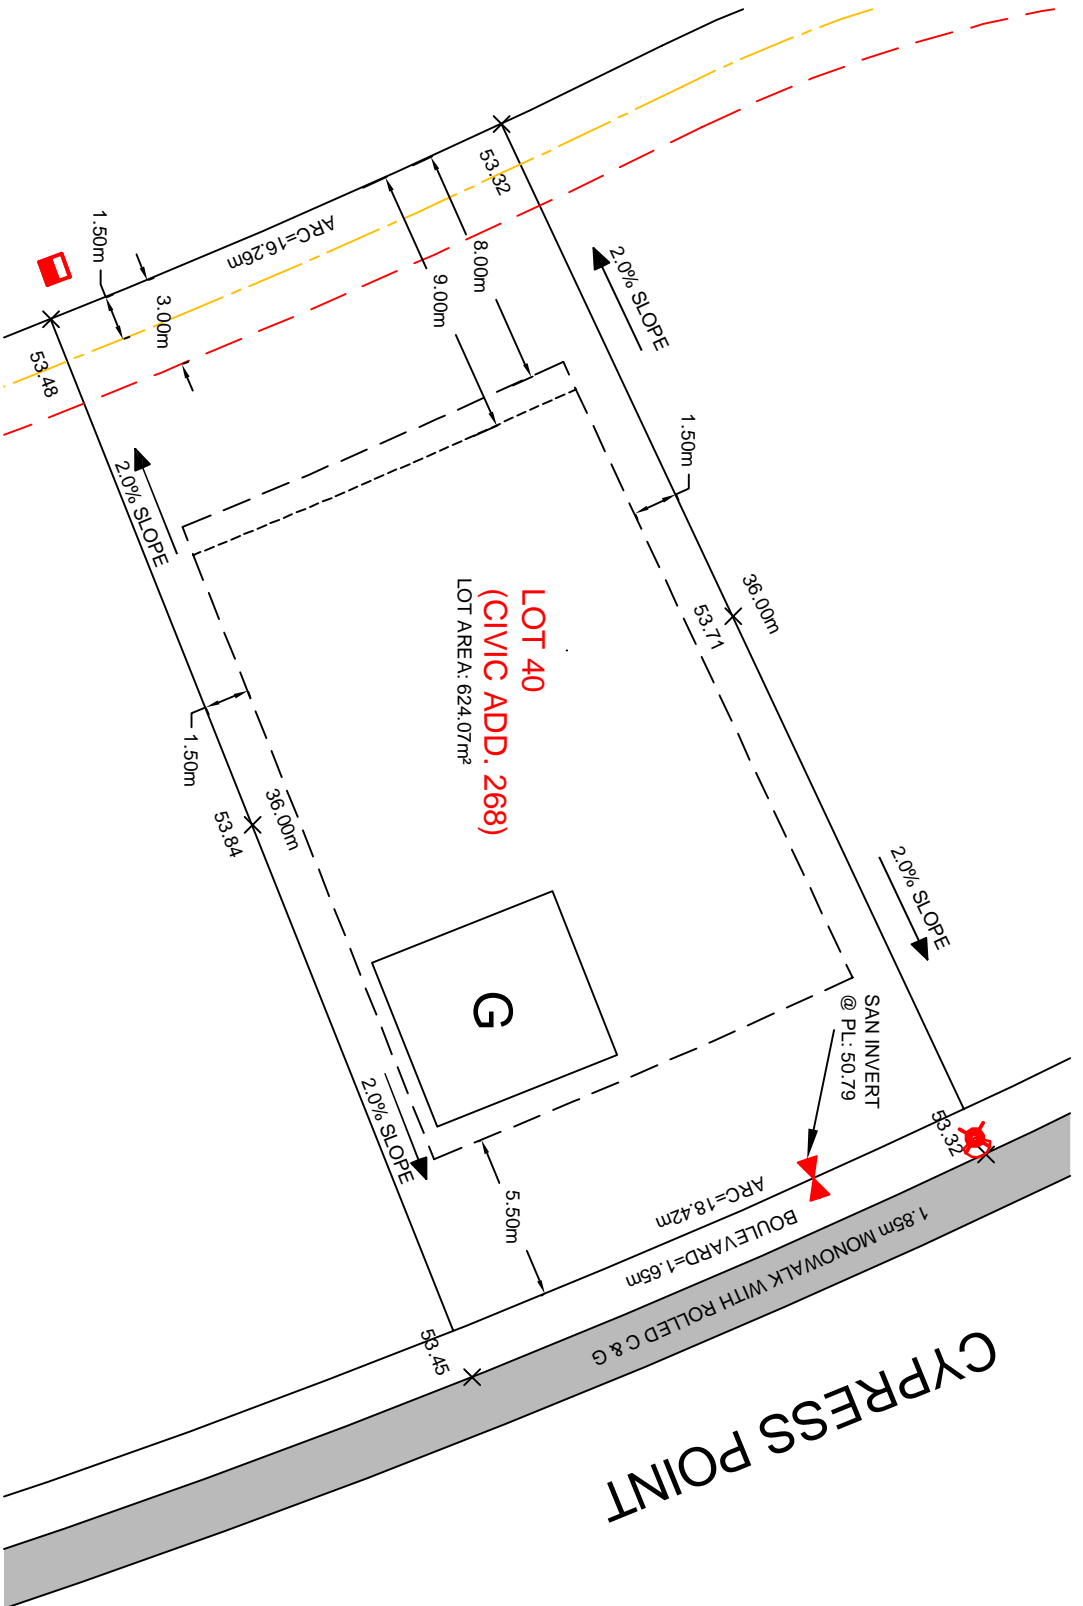 53.32
ARC=16.26m
1.50m
3.00m
53.48
8.00m
9.00m
2.0% SLOPE
1.50m
36.00m
53.71
2.0% SLOPE
LOT 40
(CIVIC ADD. 268)
LOT AREA: 624.07m²
1.50m
36.00m
53.84
2.0% SLOPE
G
SAN INVERT
@ PL: 50.79
2.0% SLOPE
53.32
5.50m
ARC=18.42m
BOULEVARD=1.65m
1.85m MONOWALK WITH ROLLED C & G
53.45
CYPRESS POINT